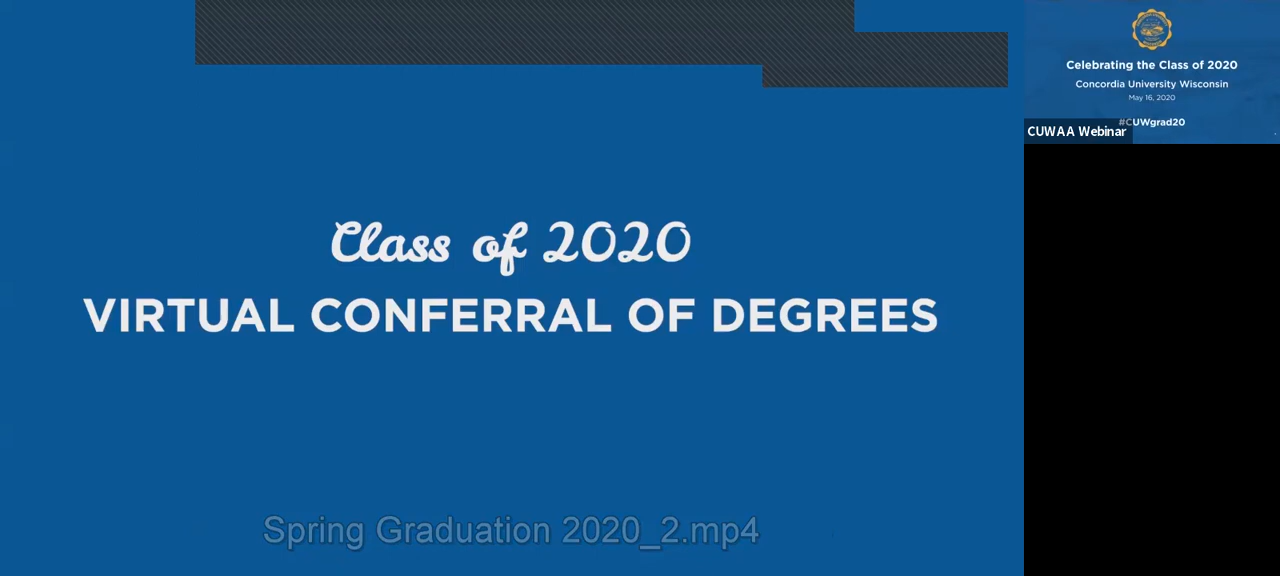 Class of 2020
VIRTUAL CONFERRAL OF DEGREES
Spring Graduation 2020_2.mp4
Celebrating the Class of 2020
Concordia University Wisconsin
May 16, 2020
#CUWgrad20
CUWAA Webinar